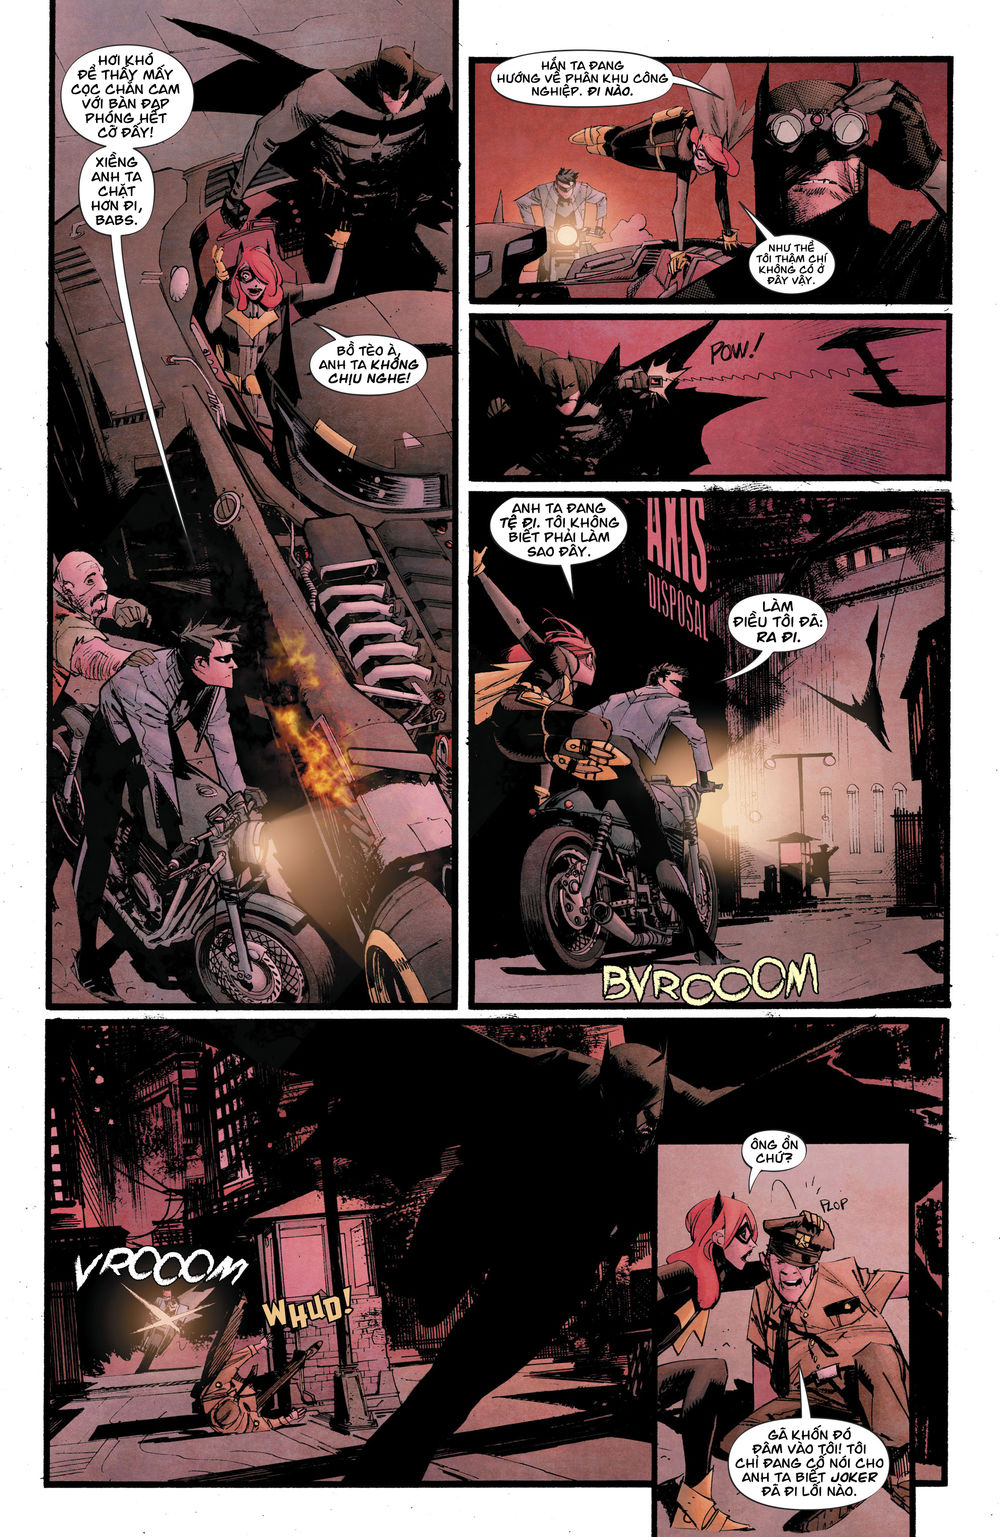 HƠI KHÓ
ĐỂ THẤY MẤY
CỌC CHẮN CAM
VỚI BÀN ĐẠP
PHÓNG HẾT
CỠ ĐẤY!
XIỀNG
ANH TA
CHẶT
HƠN ĐI,
BABS.
BỒ TÈO À,
ANH TA KHÔNG
CHỊU NGHE!
HẮN TA ĐANG
HƯỚNG VỀ PHÂN KHU CÔNG
NGHIỆP. ĐI NÀO.
NHƯ THỂ
TÔI THẬM CHÍ
KHÔNG CÓ Ở
ĐÂY VẬY.
POW!
ANH TA ĐANG
TỆ ĐI. TÔI KHÔNG
BIẾT PHẢI LÀM
SAO ĐÂY.
AXIS
DISPOSAL
LÀM
ĐIỀU TÔI ĐÃ:
RA ĐI.
BVROOOM
VROOOM
WHUD!
ÔNG ỔN
CHỨ?
PLOP
GÃ KHỐN ĐÓ
ĐÂM VÀO TÔI! TÔI
CHỈ ĐANG CỐ NÓI CHO
ANH TA BIẾT JOKER
ĐÃ ĐI LỐI NÀO.